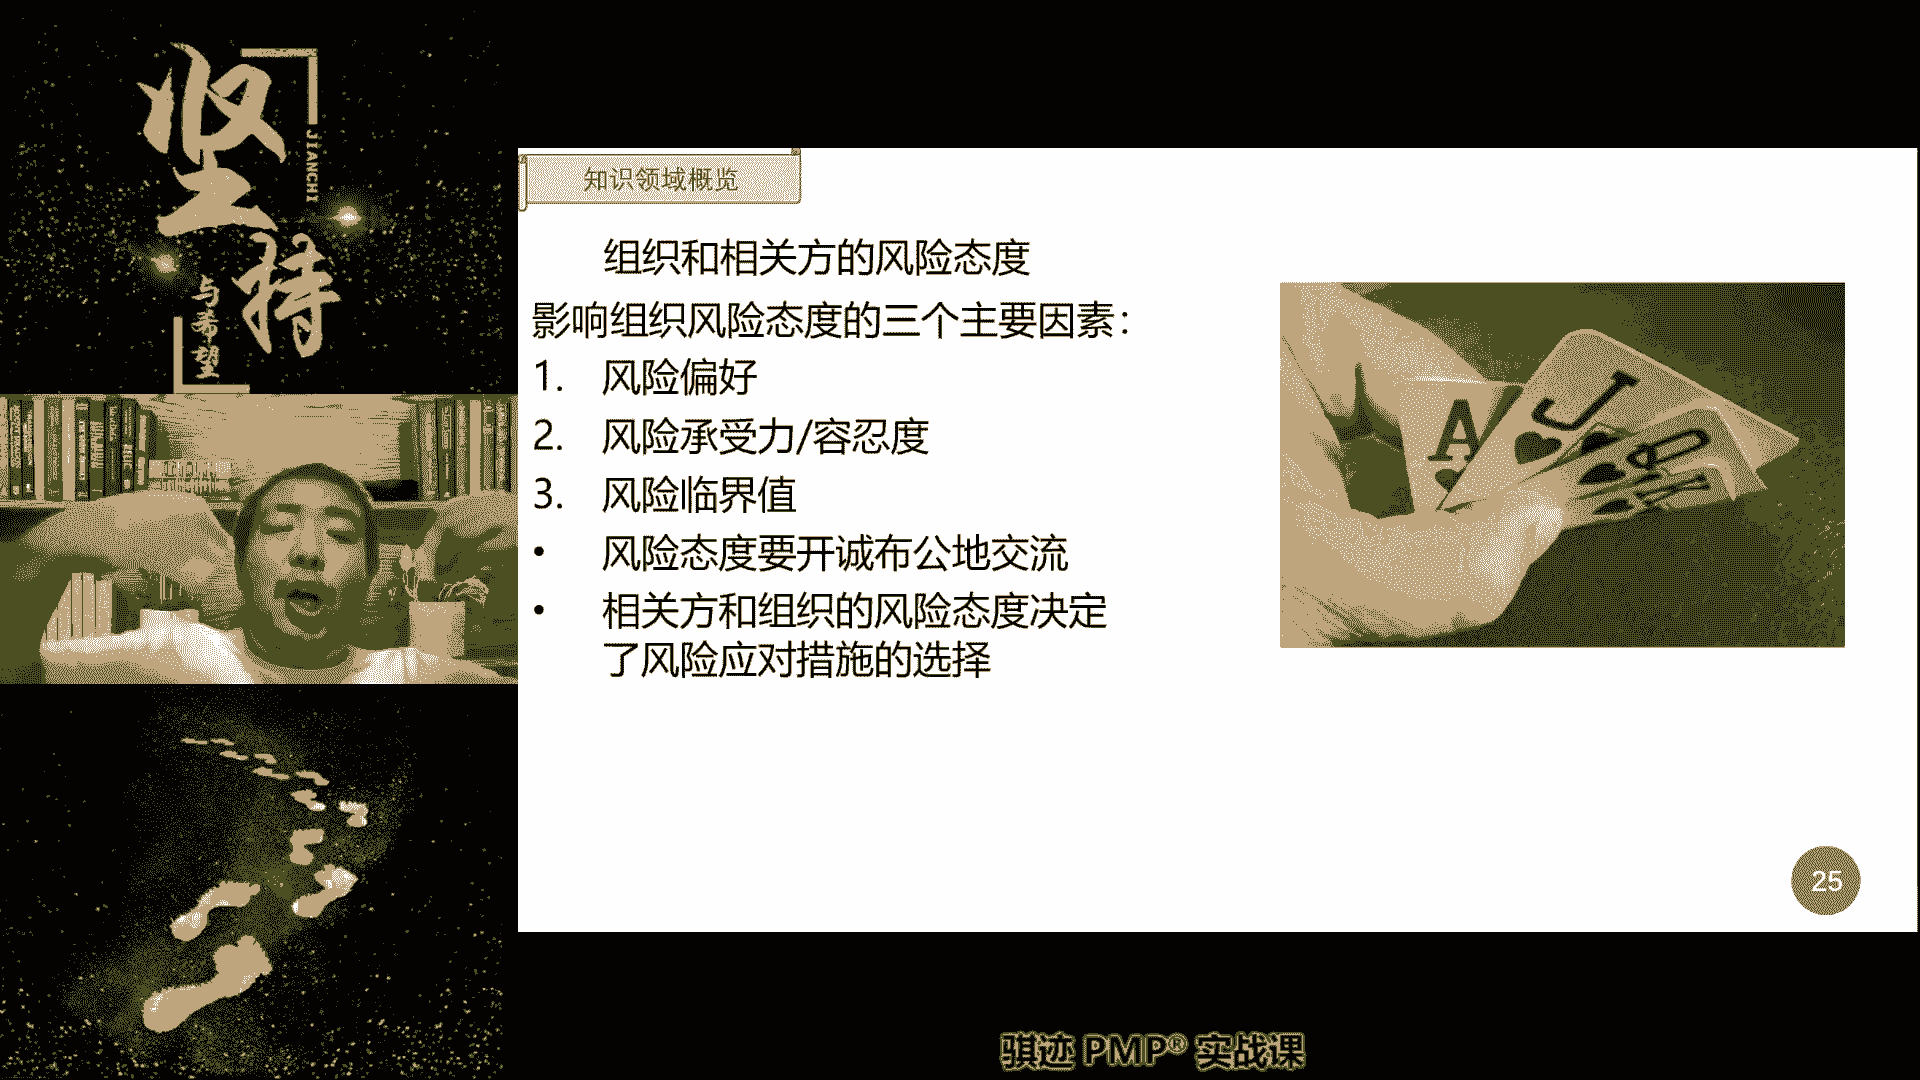 坚持
JIANCHI
与希望
知识领域概览
组织和相关方的风险态度
影响组织风险态度的三个主要因素：
1. 风险偏好
2. 风险承受力/容忍度
3. 风险临界值
• 风险态度要开诚布公地交流
• 相关方和组织的风险态度决定
了风险应对措施的选择
A
J
Q
K
25
骐迹 PMP® 实战课